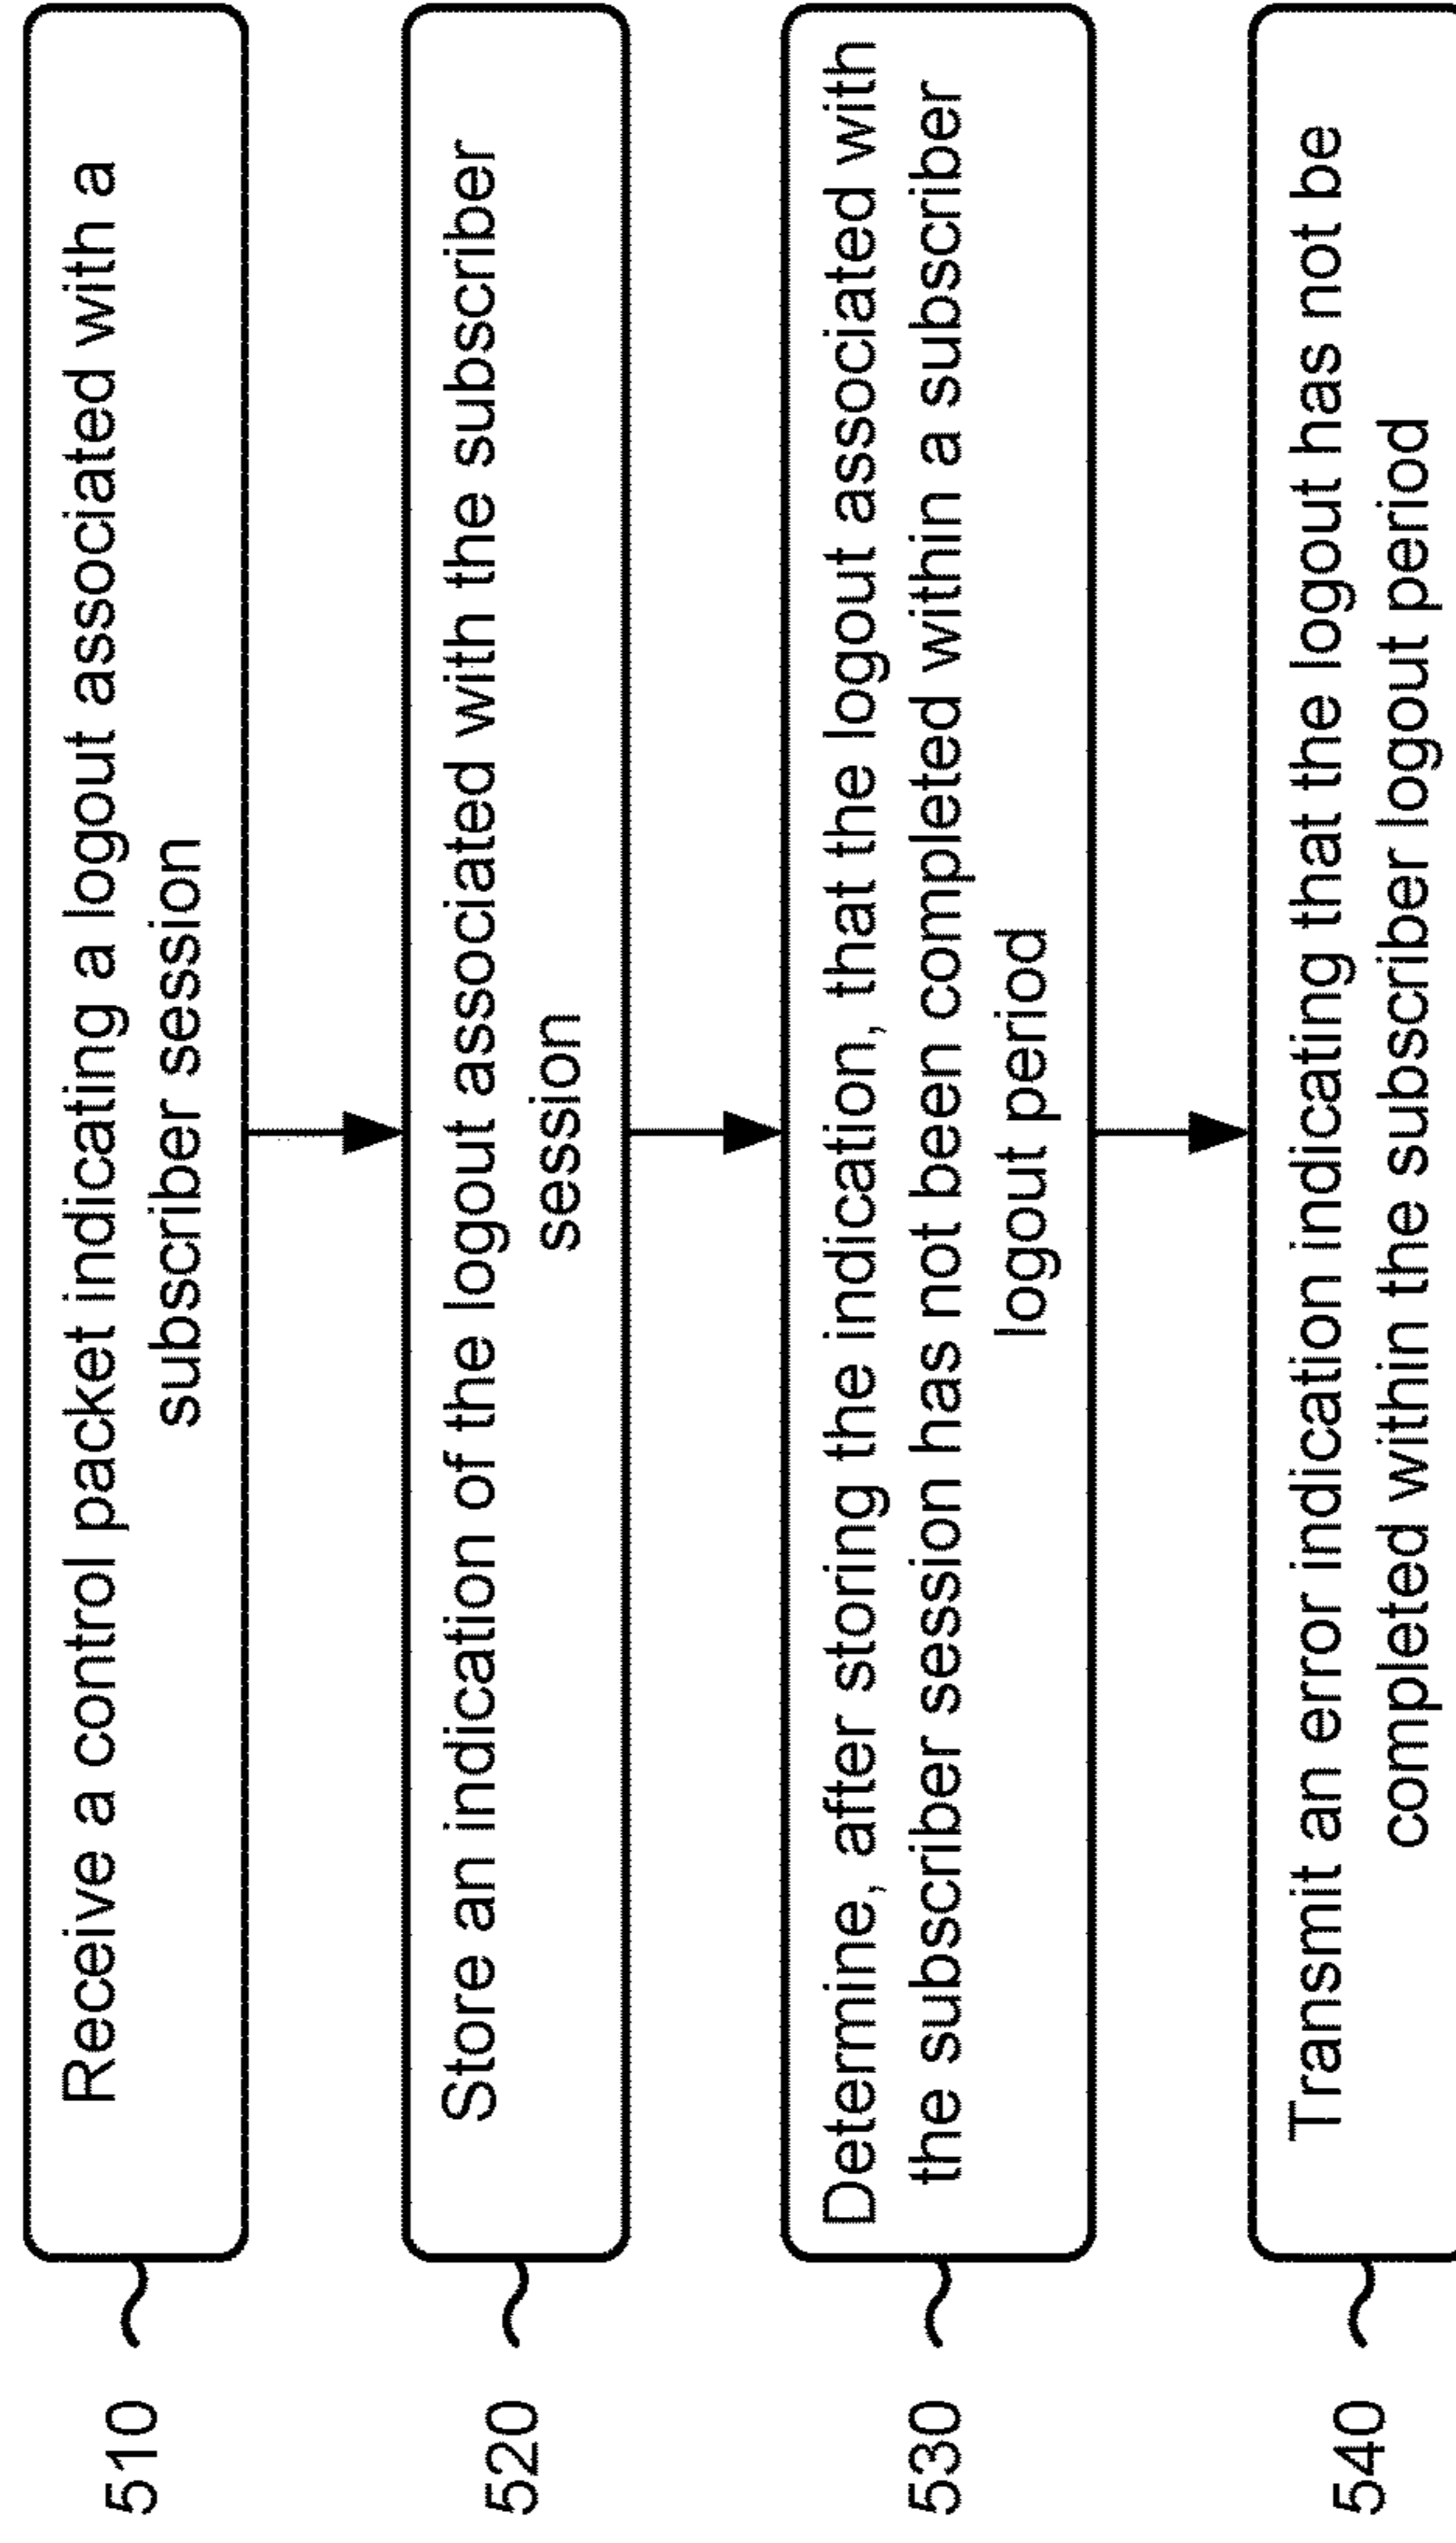 510
Receive a control packet indicating a logout associated with a
subscriber session
520
Store an indication of the logout associated with the subscriber
session
530
Determine, after storing the indication, that the logout associated with
the subscriber session has not been completed within a subscriber
logout period
540
Transmit an error indication indicating that the logout has not be
completed within the subscriber logout period